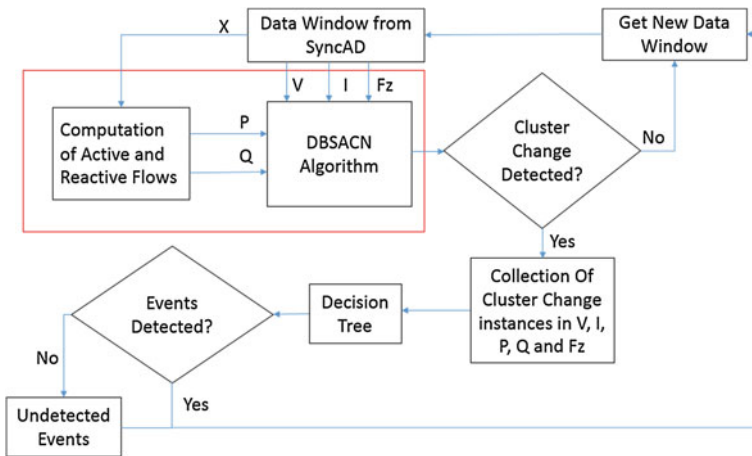 X
Data Window from
SyncAD
Get New Data
Window
V
I
Fz
Computation
of Active and
Reactive Flows
P
Q
DBSACN
Algorithm
Cluster
Change
Detected?
No
Yes
Collection Of
Cluster Change
instances in V, I,
P, Q and Fz
Decision
Tree
Events
Detected?
No
Yes
Undetected
Events